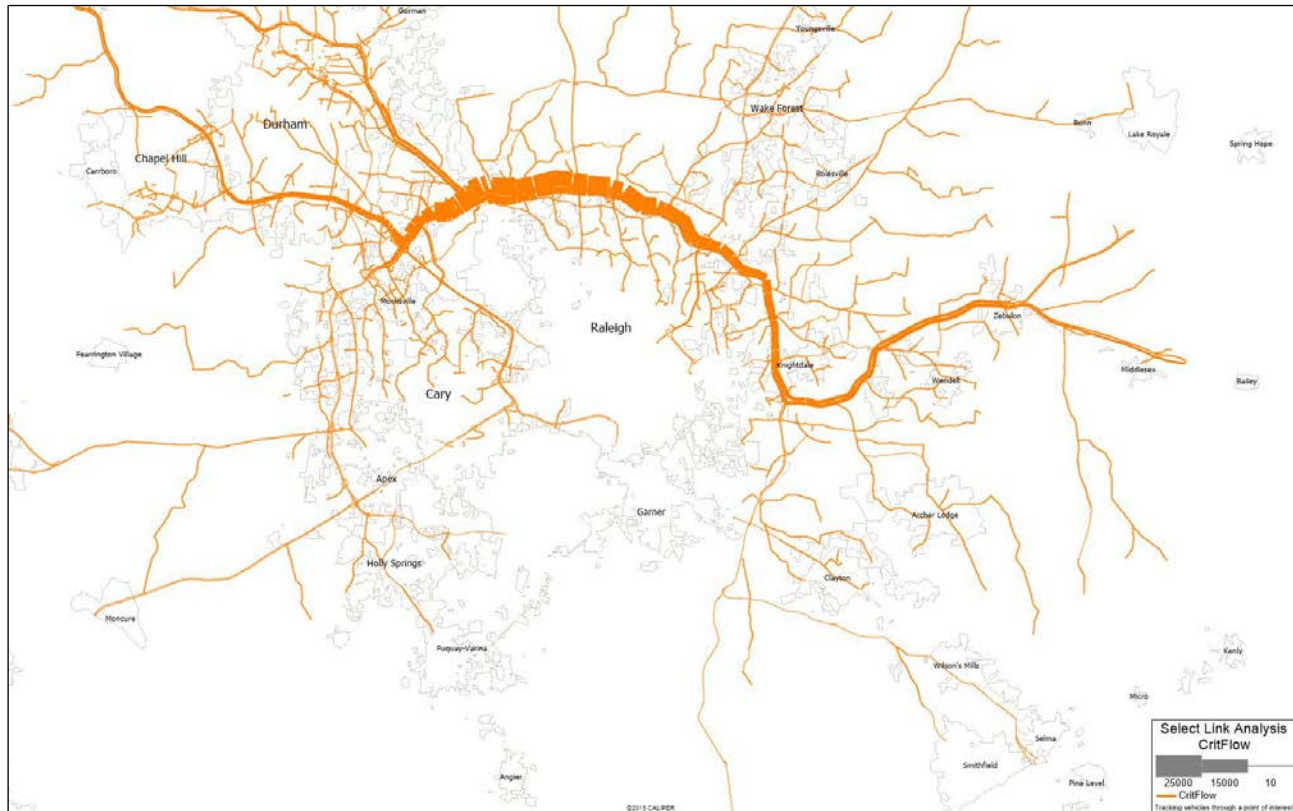 Gorman
Youngsville
Wake Forest
Durham
Bunn
Lake Royale
Spring Hope
Chapel Hill
Carrboro
Rolesville
Morrisville
Raleigh
Zebulon
Fearrington Village
Knightdale
Wendell
Middlesex
Bailey
Cary
Apex
Garner
Archer Lodge
Holly Springs
Clayton
Moncure
Fuquay-Varina
Wilson's Mills
Kenly
Micro
Selma
Smithfield
Pine Level
Angier
Select Link Analysis
CritFlow
25000 15000 10
CritFlow
Tracking vehicles through a point of interest
©2015 CALIPER